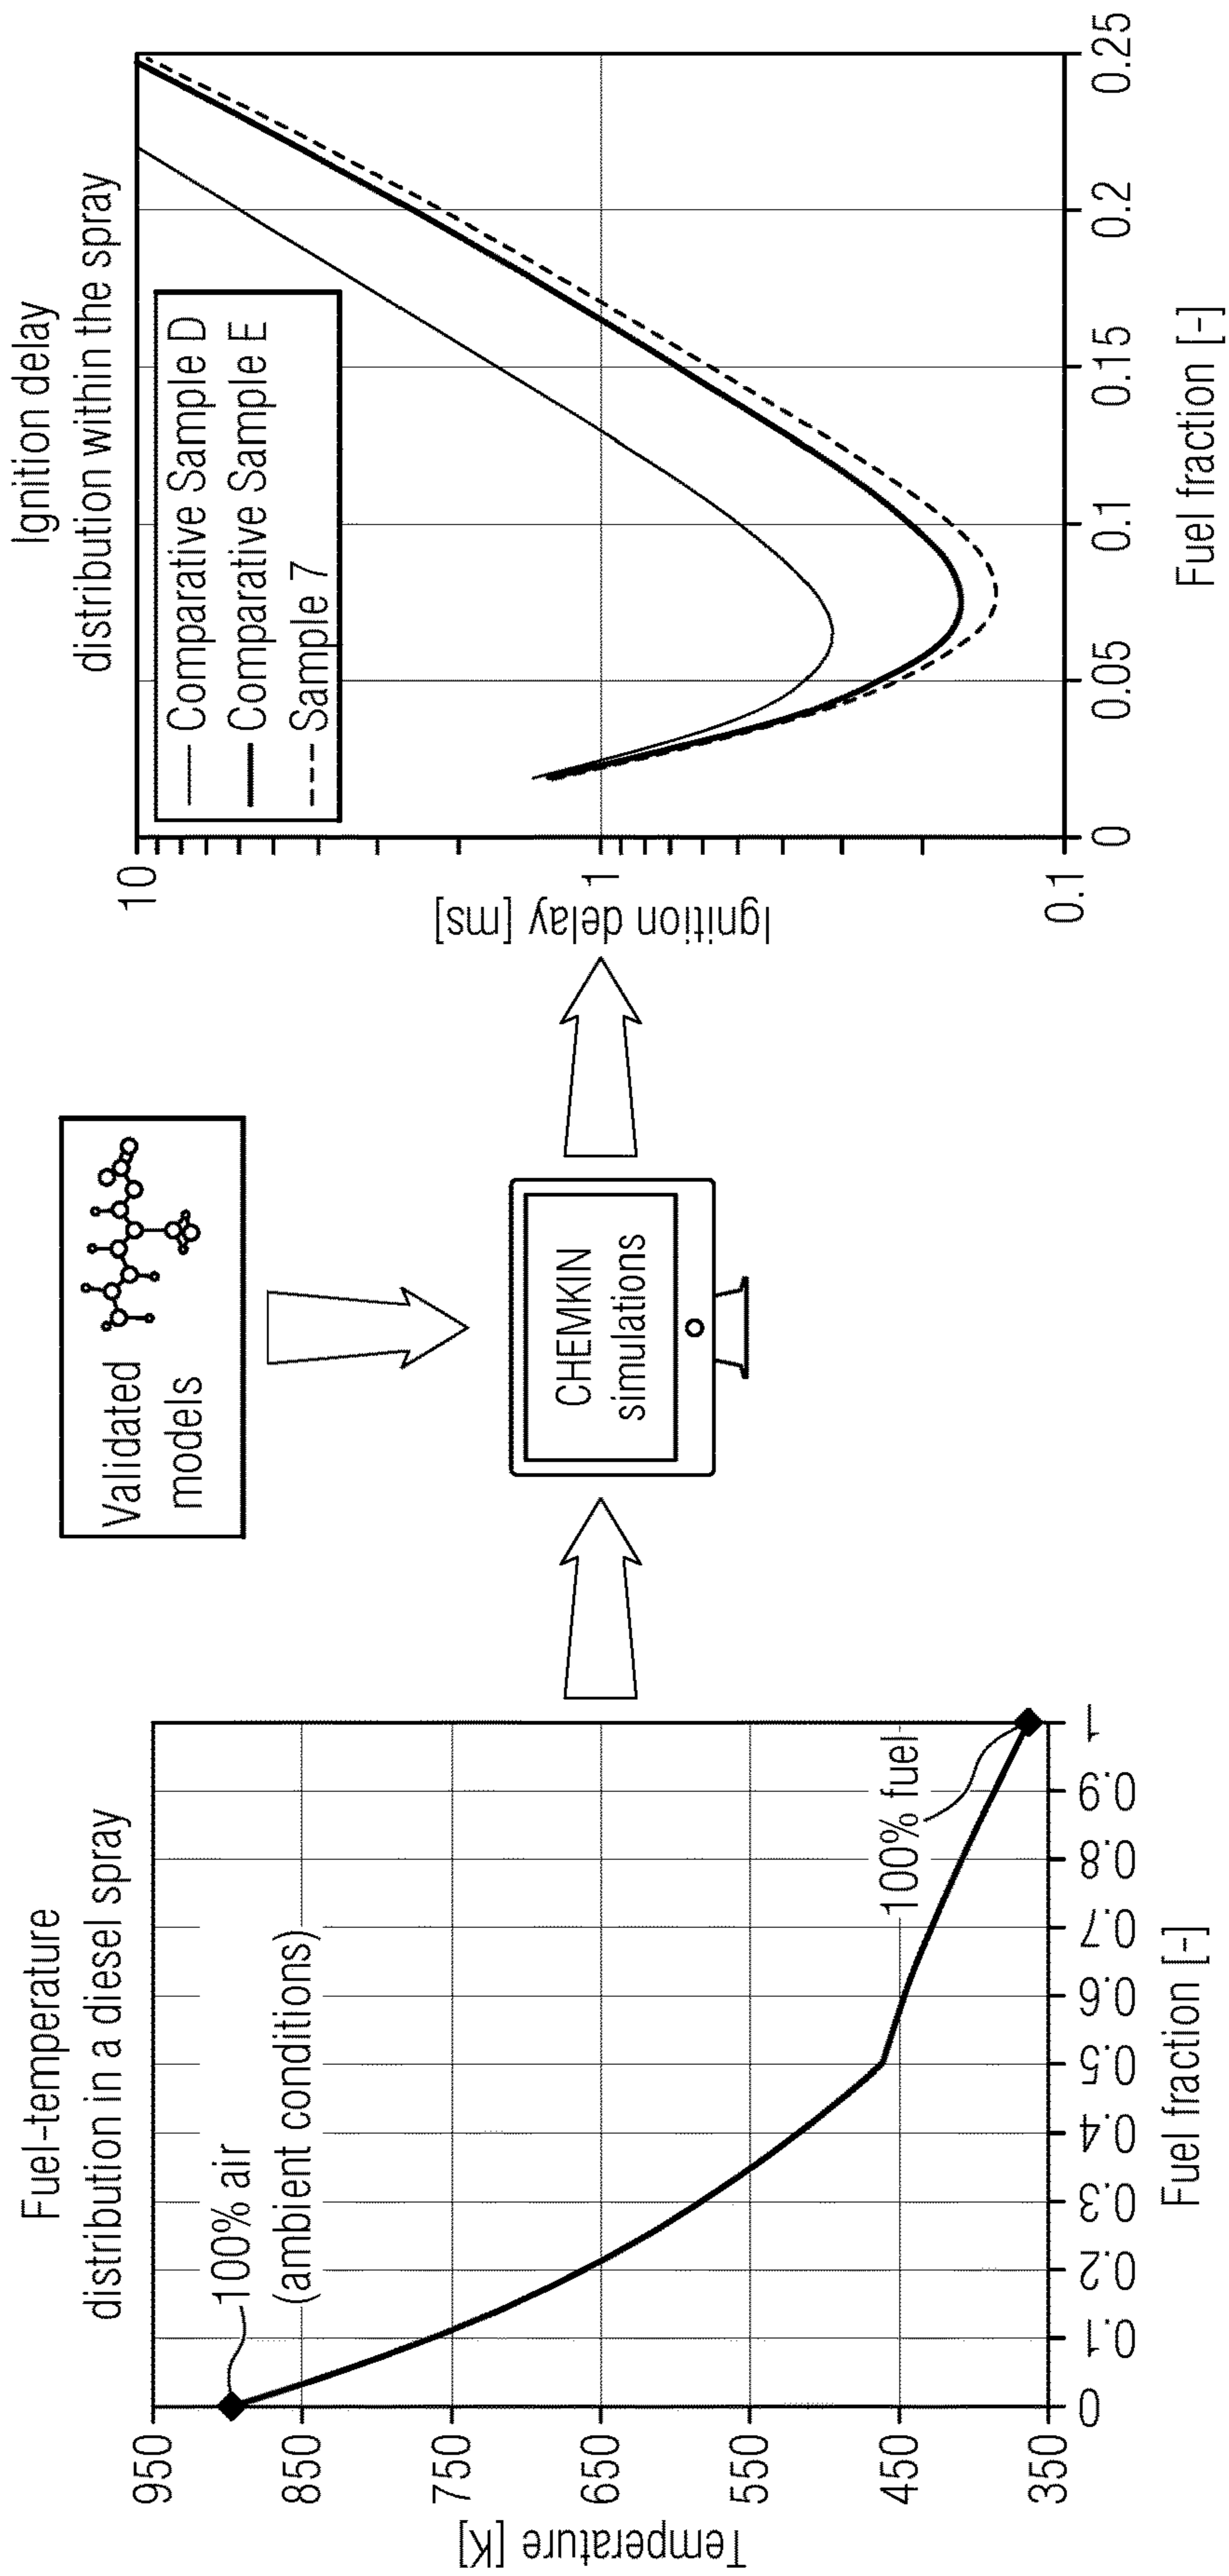 Fuel-temperature
distribution in a diesel spray
Temperature [K]
950
850
750
650
550
450
350
100% air
(ambient conditions)
100% fuel
0
0.1
0.2
0.3
0.4
0.5
0.6
0.7
0.8
0.9
1
Fuel fraction [-]
Validated
models
CHEMKIN
simulations
Ignition delay
distribution within the spray
Ignition delay [ms]
10
1
0.1
Comparative Sample D
Comparative Sample E
Sample 7
0
0.05
0.1
0.15
0.2
0.25
Fuel fraction [-]